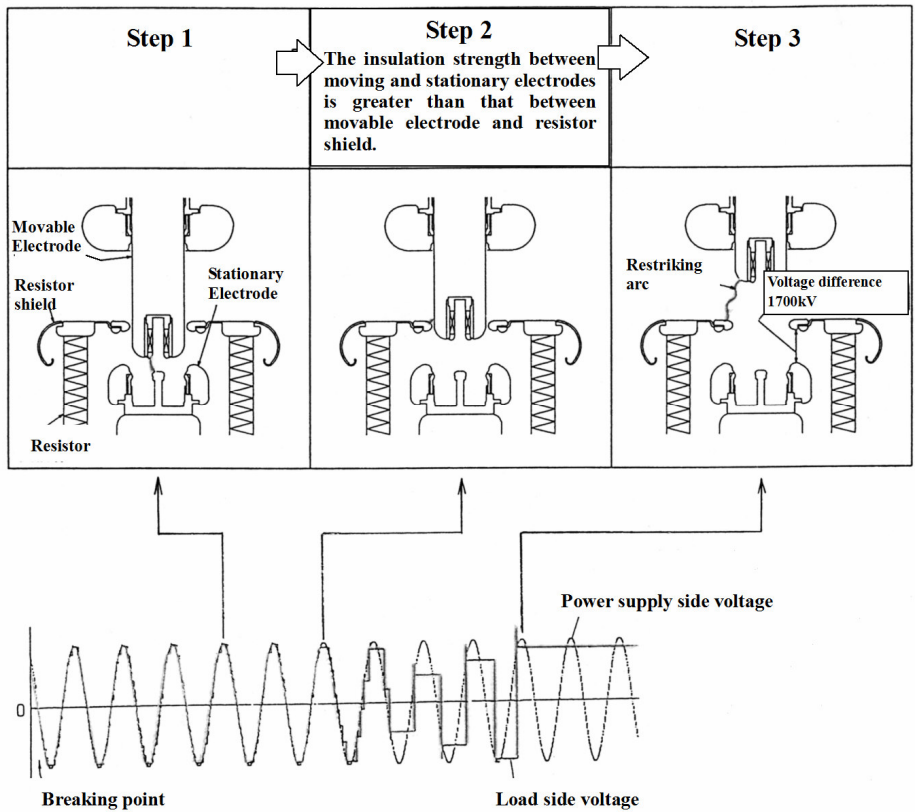 Step 1
Step 2
The insulation strength between
moving and stationary electrodes
is greater than that between
movable electrode and resistor
shield.
Step 3
Movable
Electrode
Resistor
shield
Stationary
Electrode
Resistor
Restriking
arc
Voltage difference
1700kV
Power supply side voltage
0
Breaking point
Load side voltage